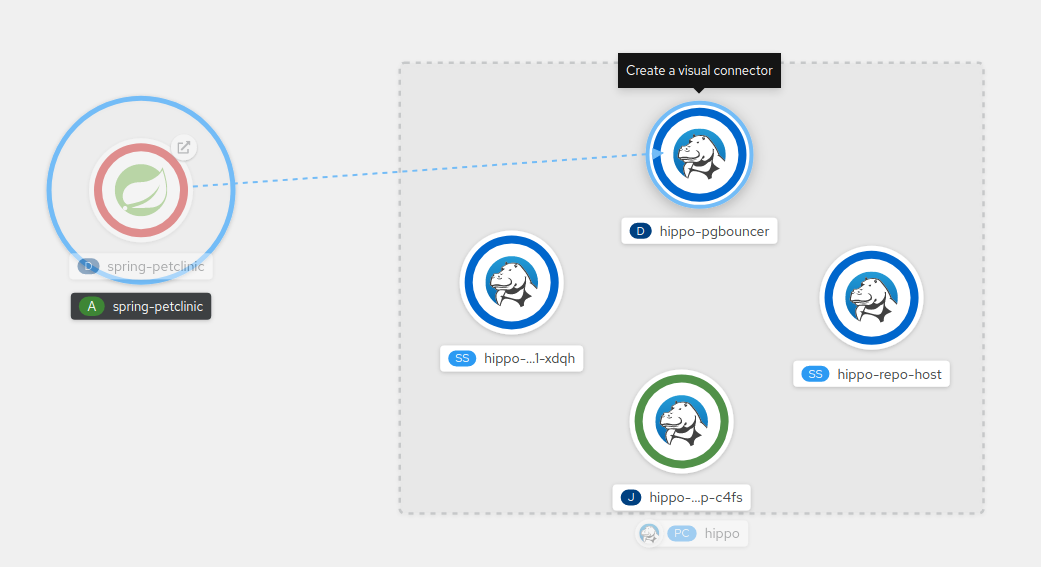 Create a visual connector
D hippo-pgbouncer
D spring-petclinic
A spring-petclinic
SS hippo-...1-xdqh
SS hippo-repo-host
J hippo-...p-c4fs
PC hippo